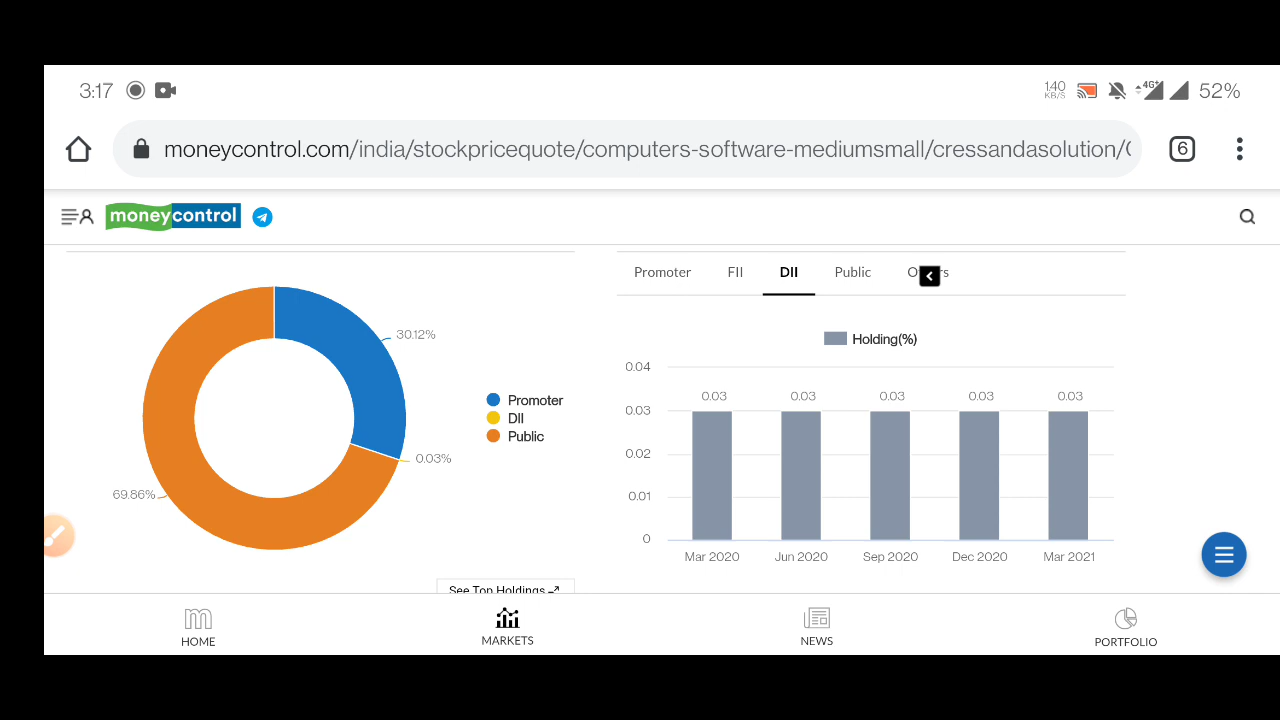 3:17
1.40 KB/S 4G+ 52%
moneycontrol.com/india/stockpricequote/computers-software-mediumsmall/cressandasolution/
6
moneycontrol
Promoter FII DII Public
Holding(%)
30.12%
0.03%
69.86%
Promoter
DII
Public
0.04
0.03
0.02
0.01
0
0.03 0.03 0.03 0.03 0.03
Mar 2020 Jun 2020 Sep 2020 Dec 2020 Mar 2021
See Top Holdings
HOME MARKETS NEWS PORTFOLIO